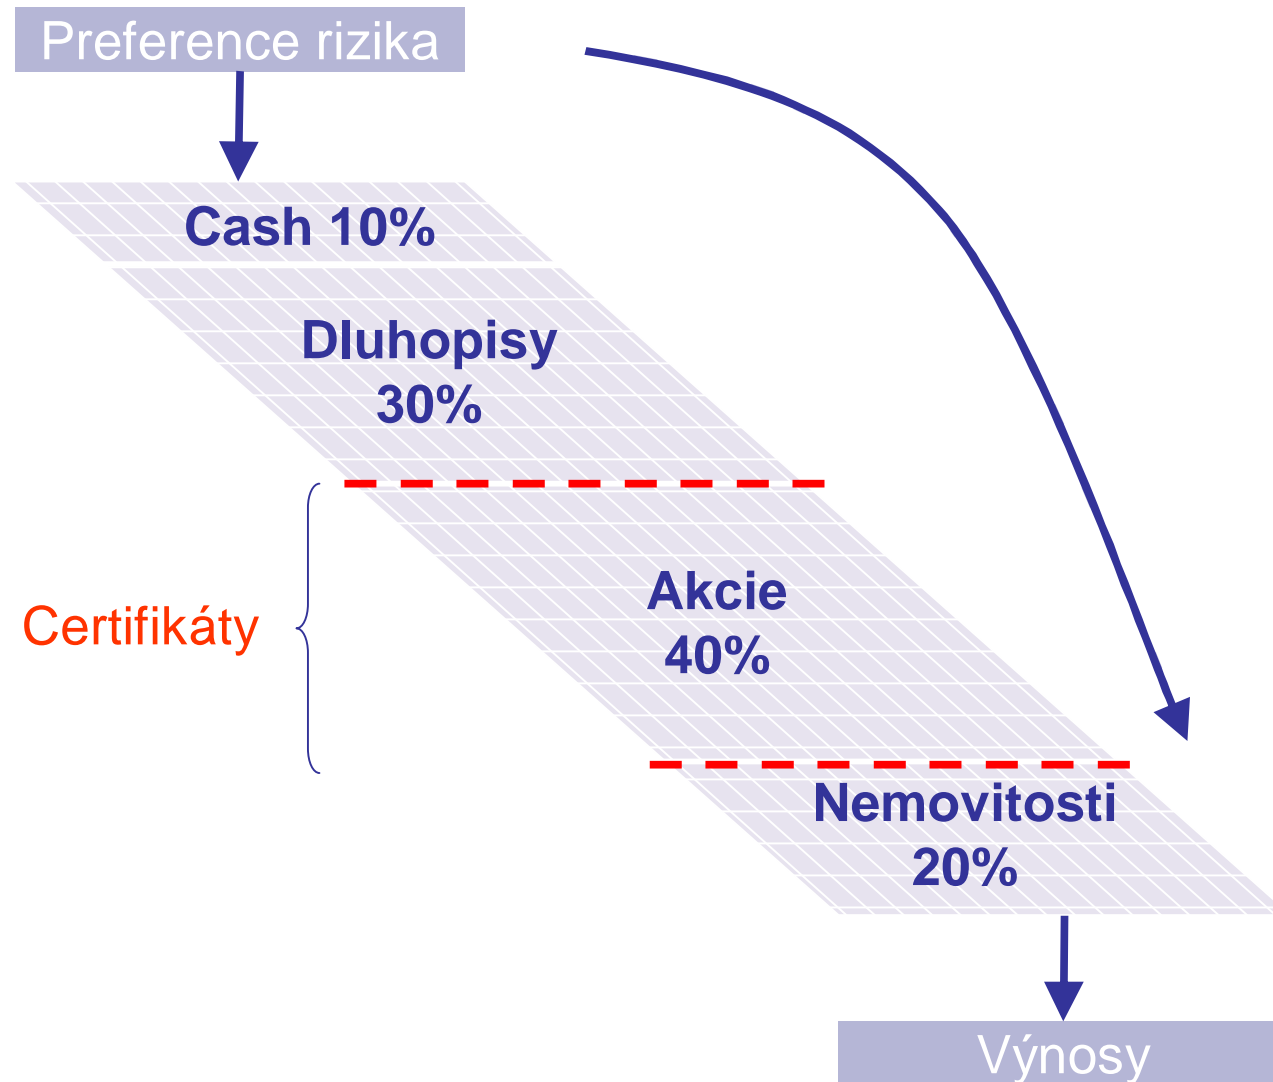 Preference rizika
Cash 10%
Dluhopisy
30%
Akcie
40%
Certifikáty
Nemovitosti
20%
Výnosy